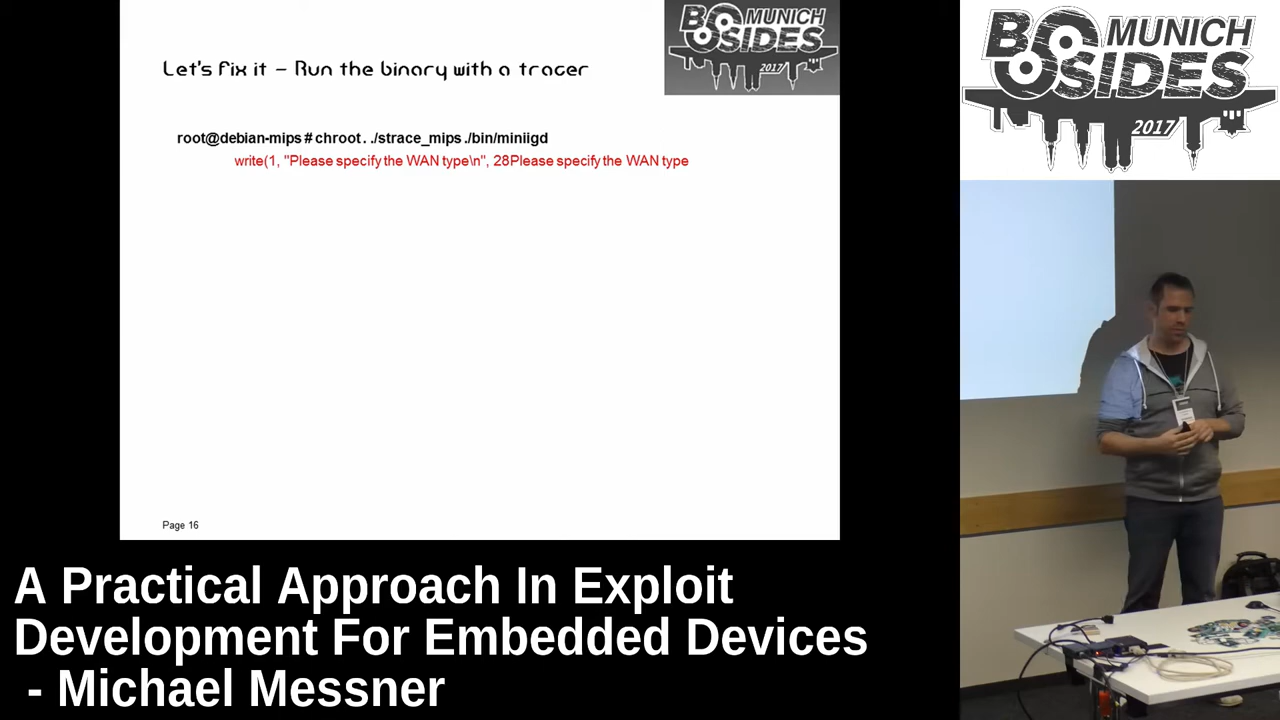 Let's fix it – Run the binary with a tracer
BSIDES MUNICH
2017
root@debian-mips # chroot . ./strace_mips ./bin/miniigd
write(1, "Please specify the WAN type\n", 28Please specify the WAN type
Page 16
BSIDES MUNICH
2017
A Practical Approach In Exploit
Development For Embedded Devices
- Michael Messner